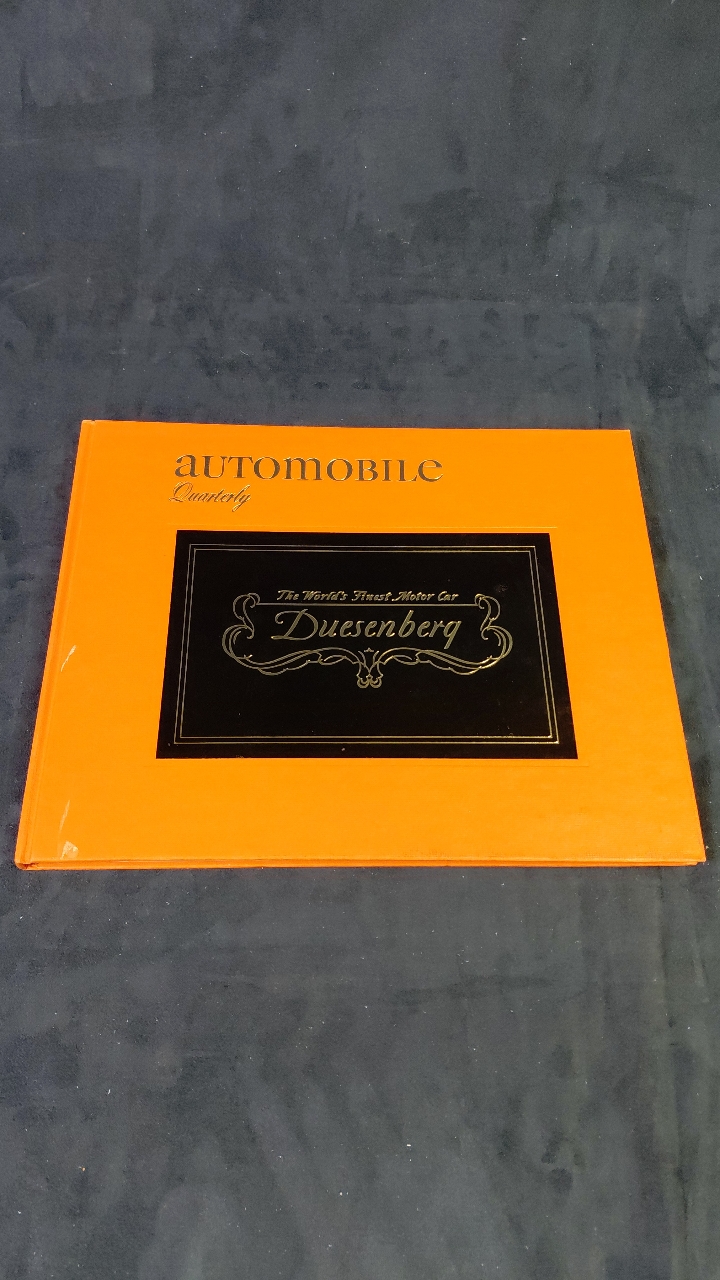 AUTOMOBILE
Quarterly
The World's Finest Motor Car
Duesenberg